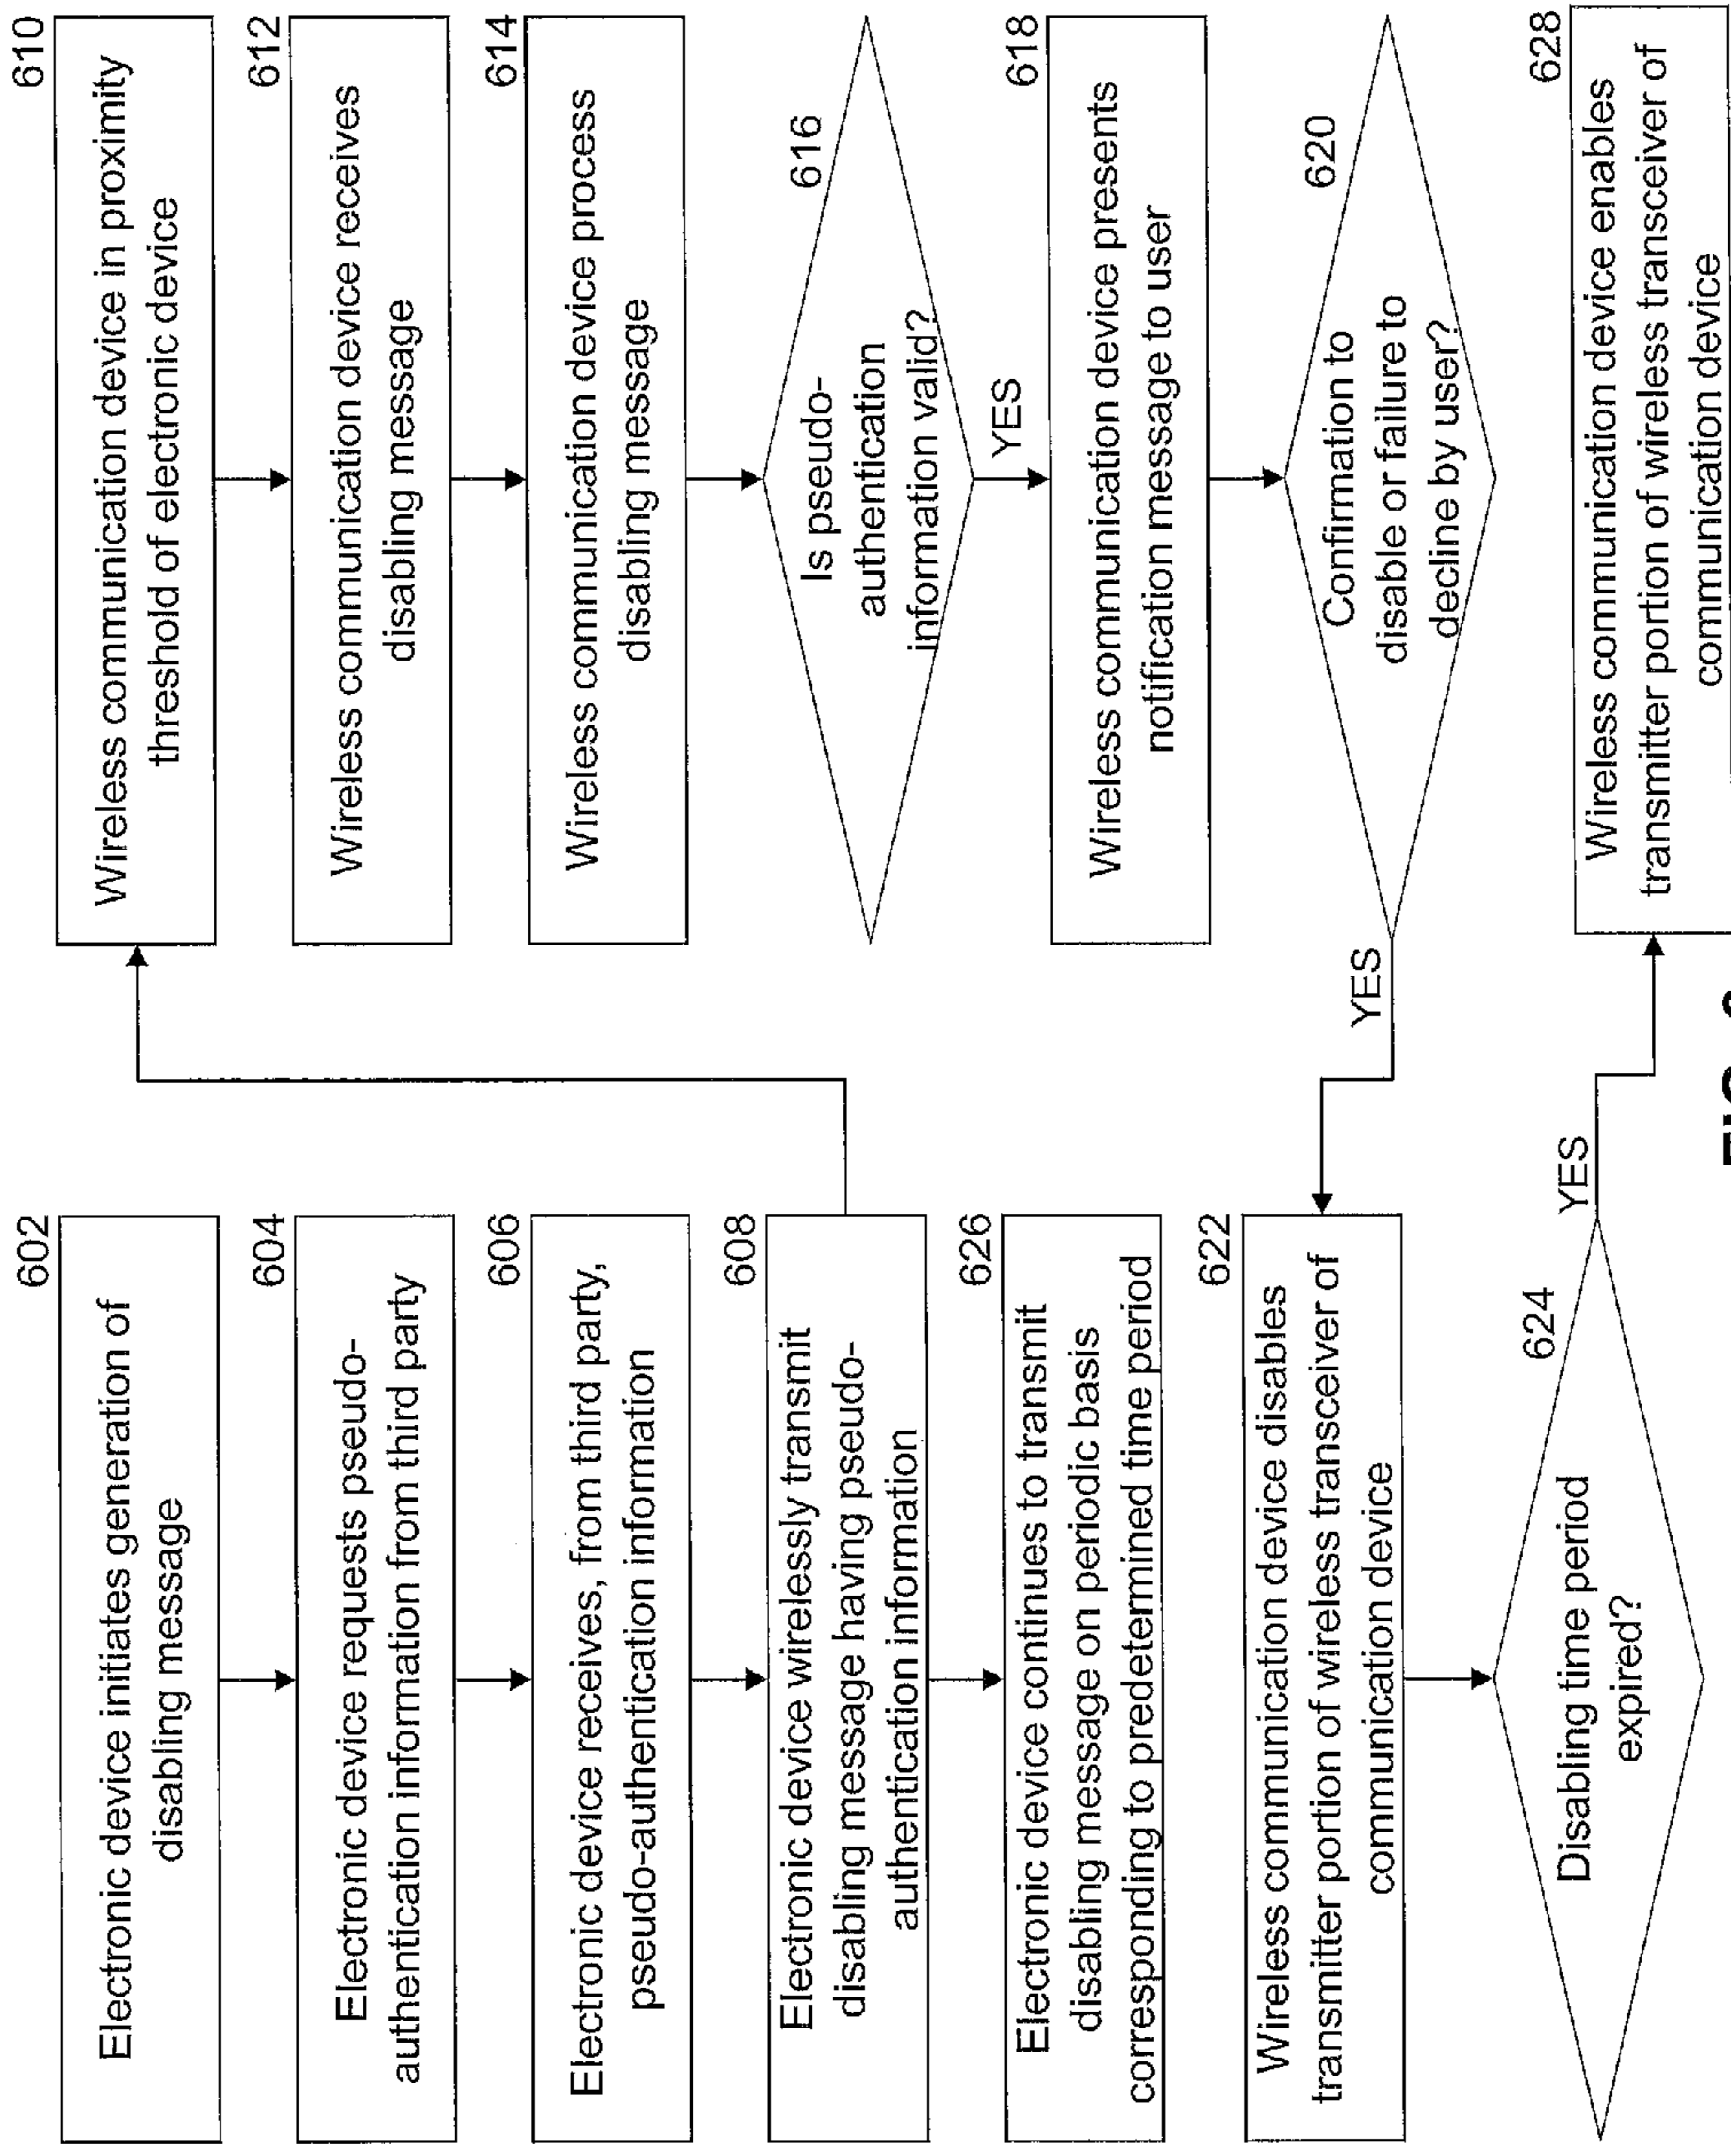 602
Electronic device initiates generation of
disabling message
604
Electronic device requests pseudo-
authentication information from third party
606
Electronic device receives, from third party,
pseudo-authentication information
608
Electronic device wirelessly transmit
disabling message having pseudo-
authentication information
626
Electronic device continues to transmit
disabling message on periodic basis
corresponding to predetermined time period
622
Wireless communication device disables
transmitter portion of wireless transceiver of
communication device
624
Disabling time period
expired?
YES
610
Wireless communication device in proximity
threshold of electronic device
612
Wireless communication device receives
disabling message
614
Wireless communication device process
disabling message
616
Is pseudo-
authentication
information valid?
YES
618
Wireless communication device presents
notification message to user
620
Confirmation to
disable or failure to
decline by user?
YES
628
Wireless communication device enables
transmitter portion of wireless transceiver of
communication device